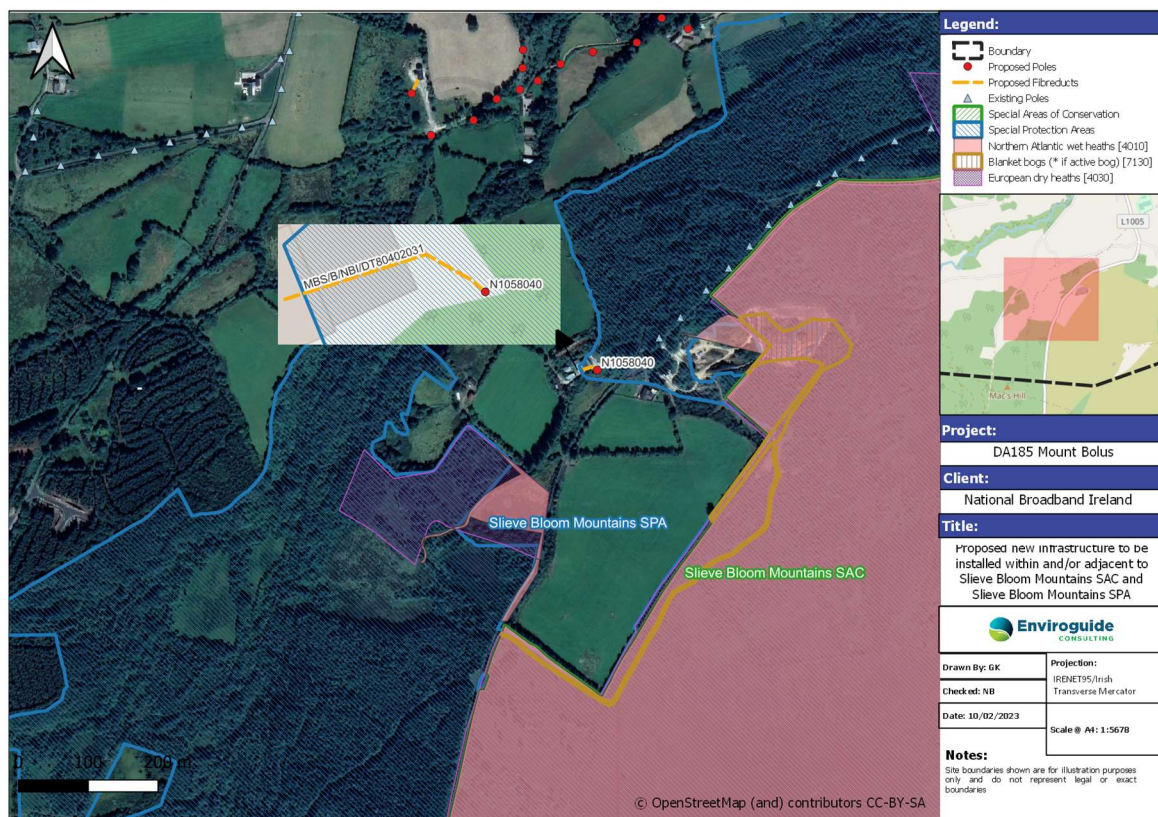 Legend:
Boundary
Proposed Poles
Proposed Fibreducts
Existing Poles
Special Areas of Conservation
Special Protection Areas
Northern Atlantic wet heaths [4010]
Blanket bogs (* if active bog) [7130]
European dry heaths [4030]
L1005
Mac's Hill
MBS/B/NBI/DT80402031
N1058040
N1058040
Slieve Bloom Mountains SPA
Slieve Bloom Mountains SAC
0 100 200 m
© OpenStreetMap (and) contributors CC-BY-SA
Project:
DA185 Mount Bolus
Client:
National Broadband Ireland
Title:
Proposed new infrastructure to be
installed within and/or adjacent to
Slieve Bloom Mountains SAC and
Slieve Bloom Mountains SPA
Enviroguide
CONSULTING
Drawn By: GK
Checked: NB
Date: 10/02/2023
Projection:
IRENET95/Irish
Transverse Mercator
Scale @ A4: 1:5678
Notes:
Site boundaries shown are for illustration purposes
only and do not represent legal or exact
boundaries